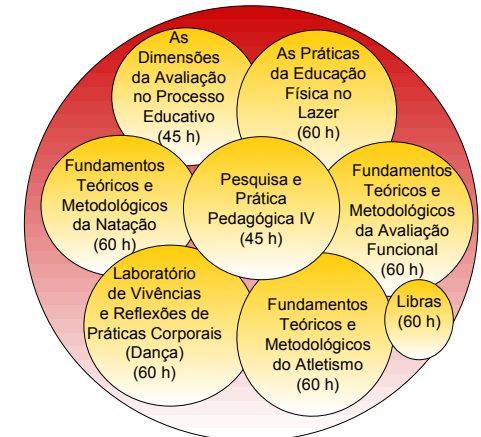 As
Dimensões
da Avaliação
no Processo
Educativo
(45 h)
As Práticas
da Educação
Física no
Lazer
(60 h)
Fundamentos
Teóricos e
Metodológicos
da Natação
(60 h)
Pesquisa e
Prática
Pedagógica IV
(45 h)
Fundamentos
Teóricos e
Metodológicos
da Avaliação
Funcional
(60 h)
Laboratório
de Vivências
e Reflexões de
Práticas Corporais
(Dança)
(60 h)
Fundamentos
Teóricos e
Metodológicos
do Atletismo
(60 h)
Libras
(60 h)